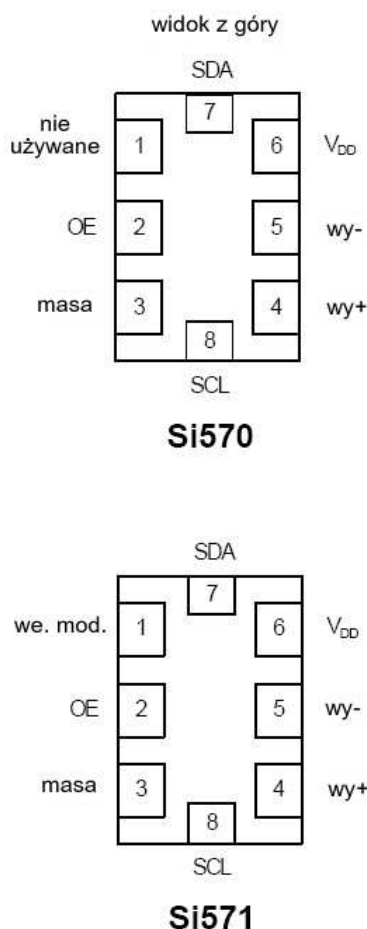 widok z góry
SDA
7
nie
używane
1
6
VDD
OE
2
5
wy-
masa
3
4
wy+
8
SCL
Si570
SDA
7
we. mod.
1
6
VDD
OE
2
5
wy-
masa
3
4
wy+
8
SCL
Si571